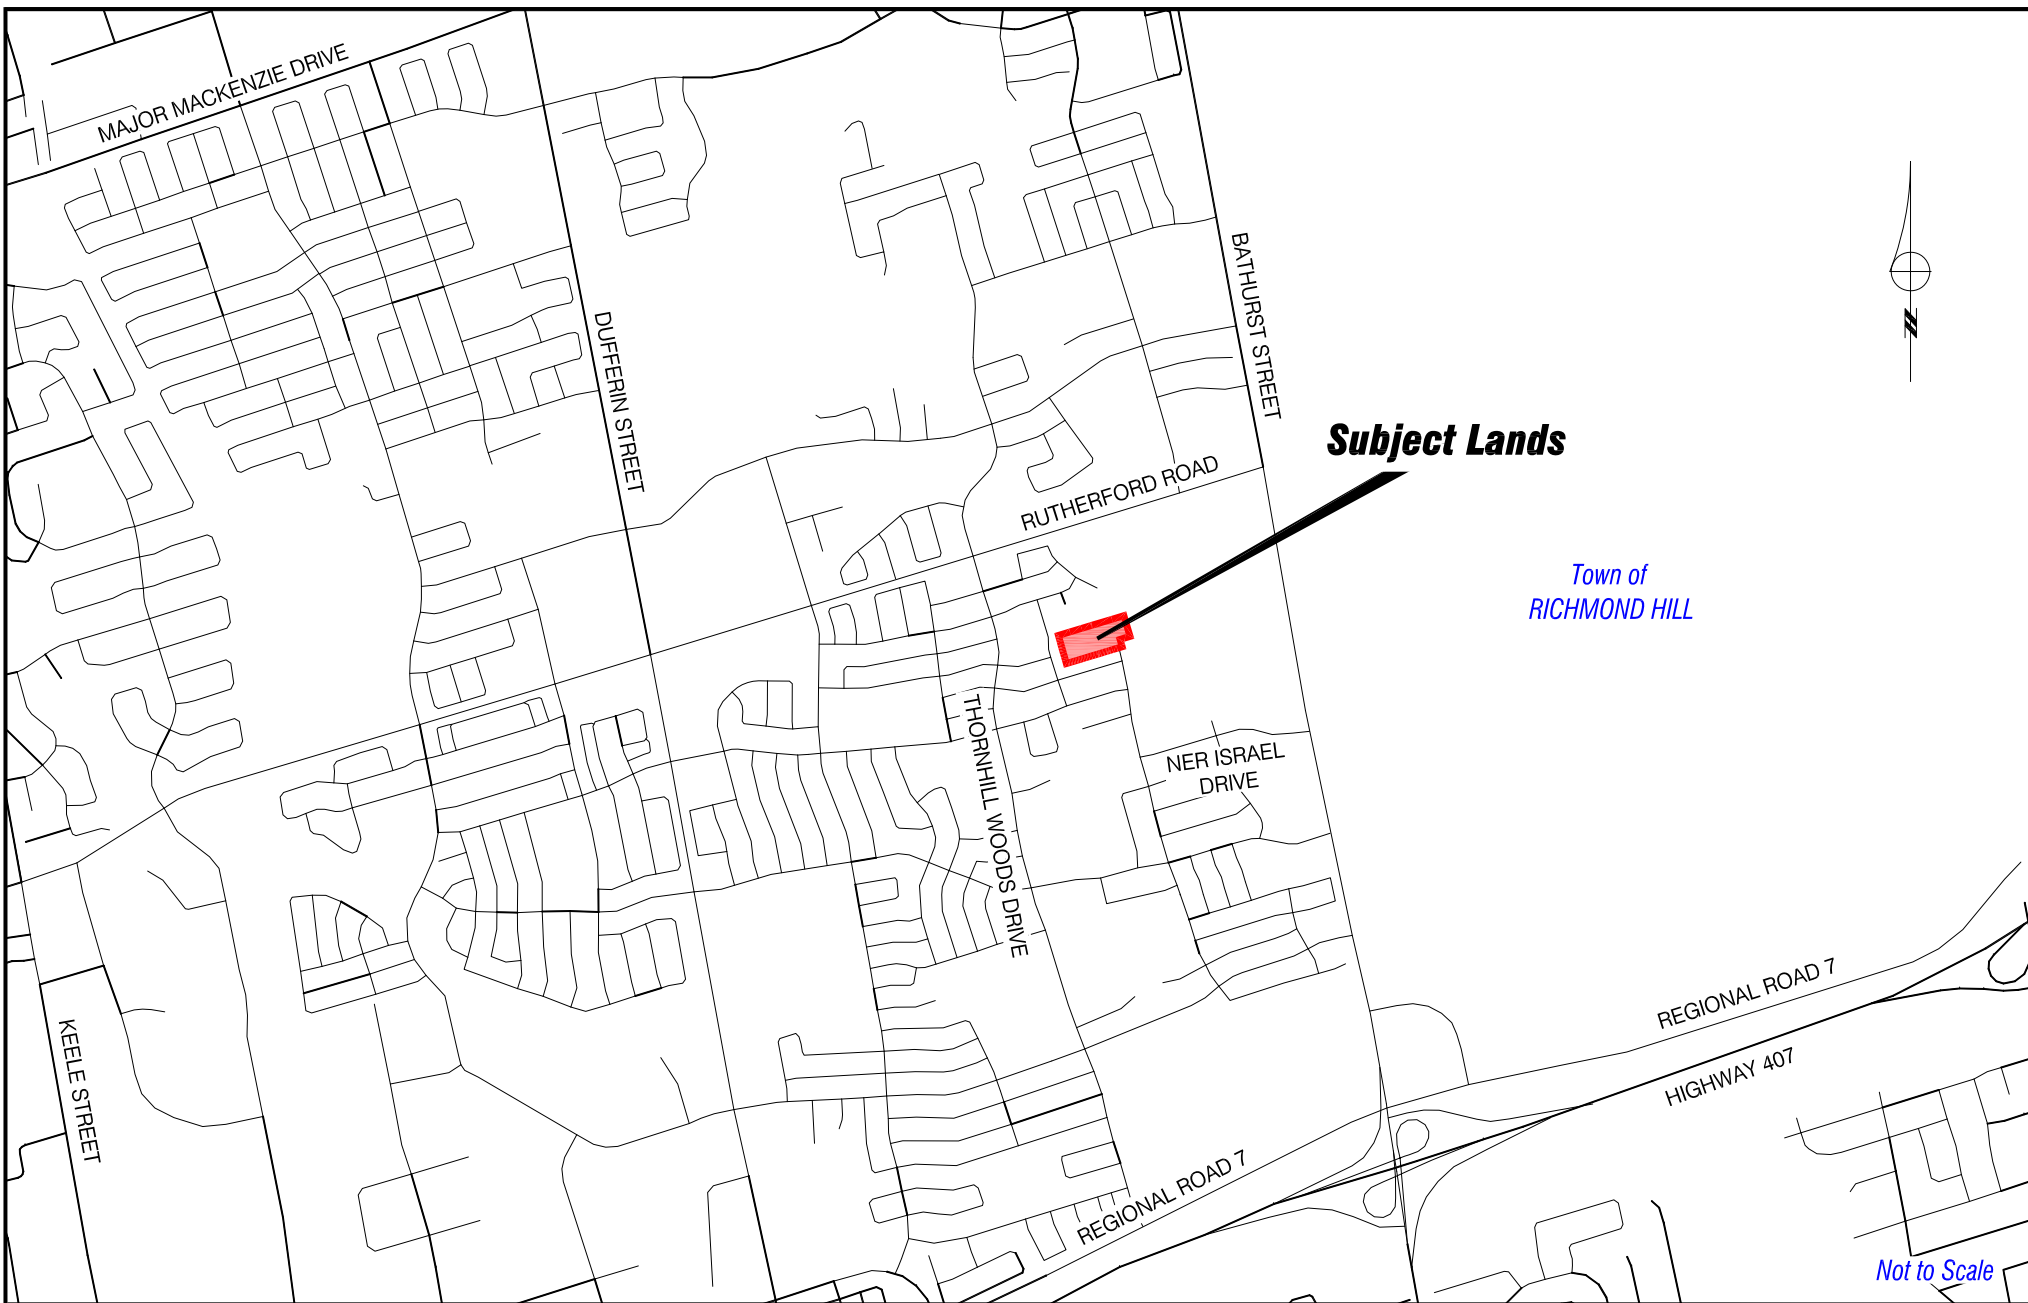 MAJOR MACKENZIE DRIVE
BATHURST STREET
DUFFERIN STREET
Subject Lands
RUTHERFORD ROAD
Town of
RICHMOND HILL
THORNHILL WOODS DRIVE
NER ISRAEL
DRIVE
REGIONAL ROAD 7
KEELE STREET
HIGHWAY 407
REGIONAL ROAD 7
Not to Scale
N